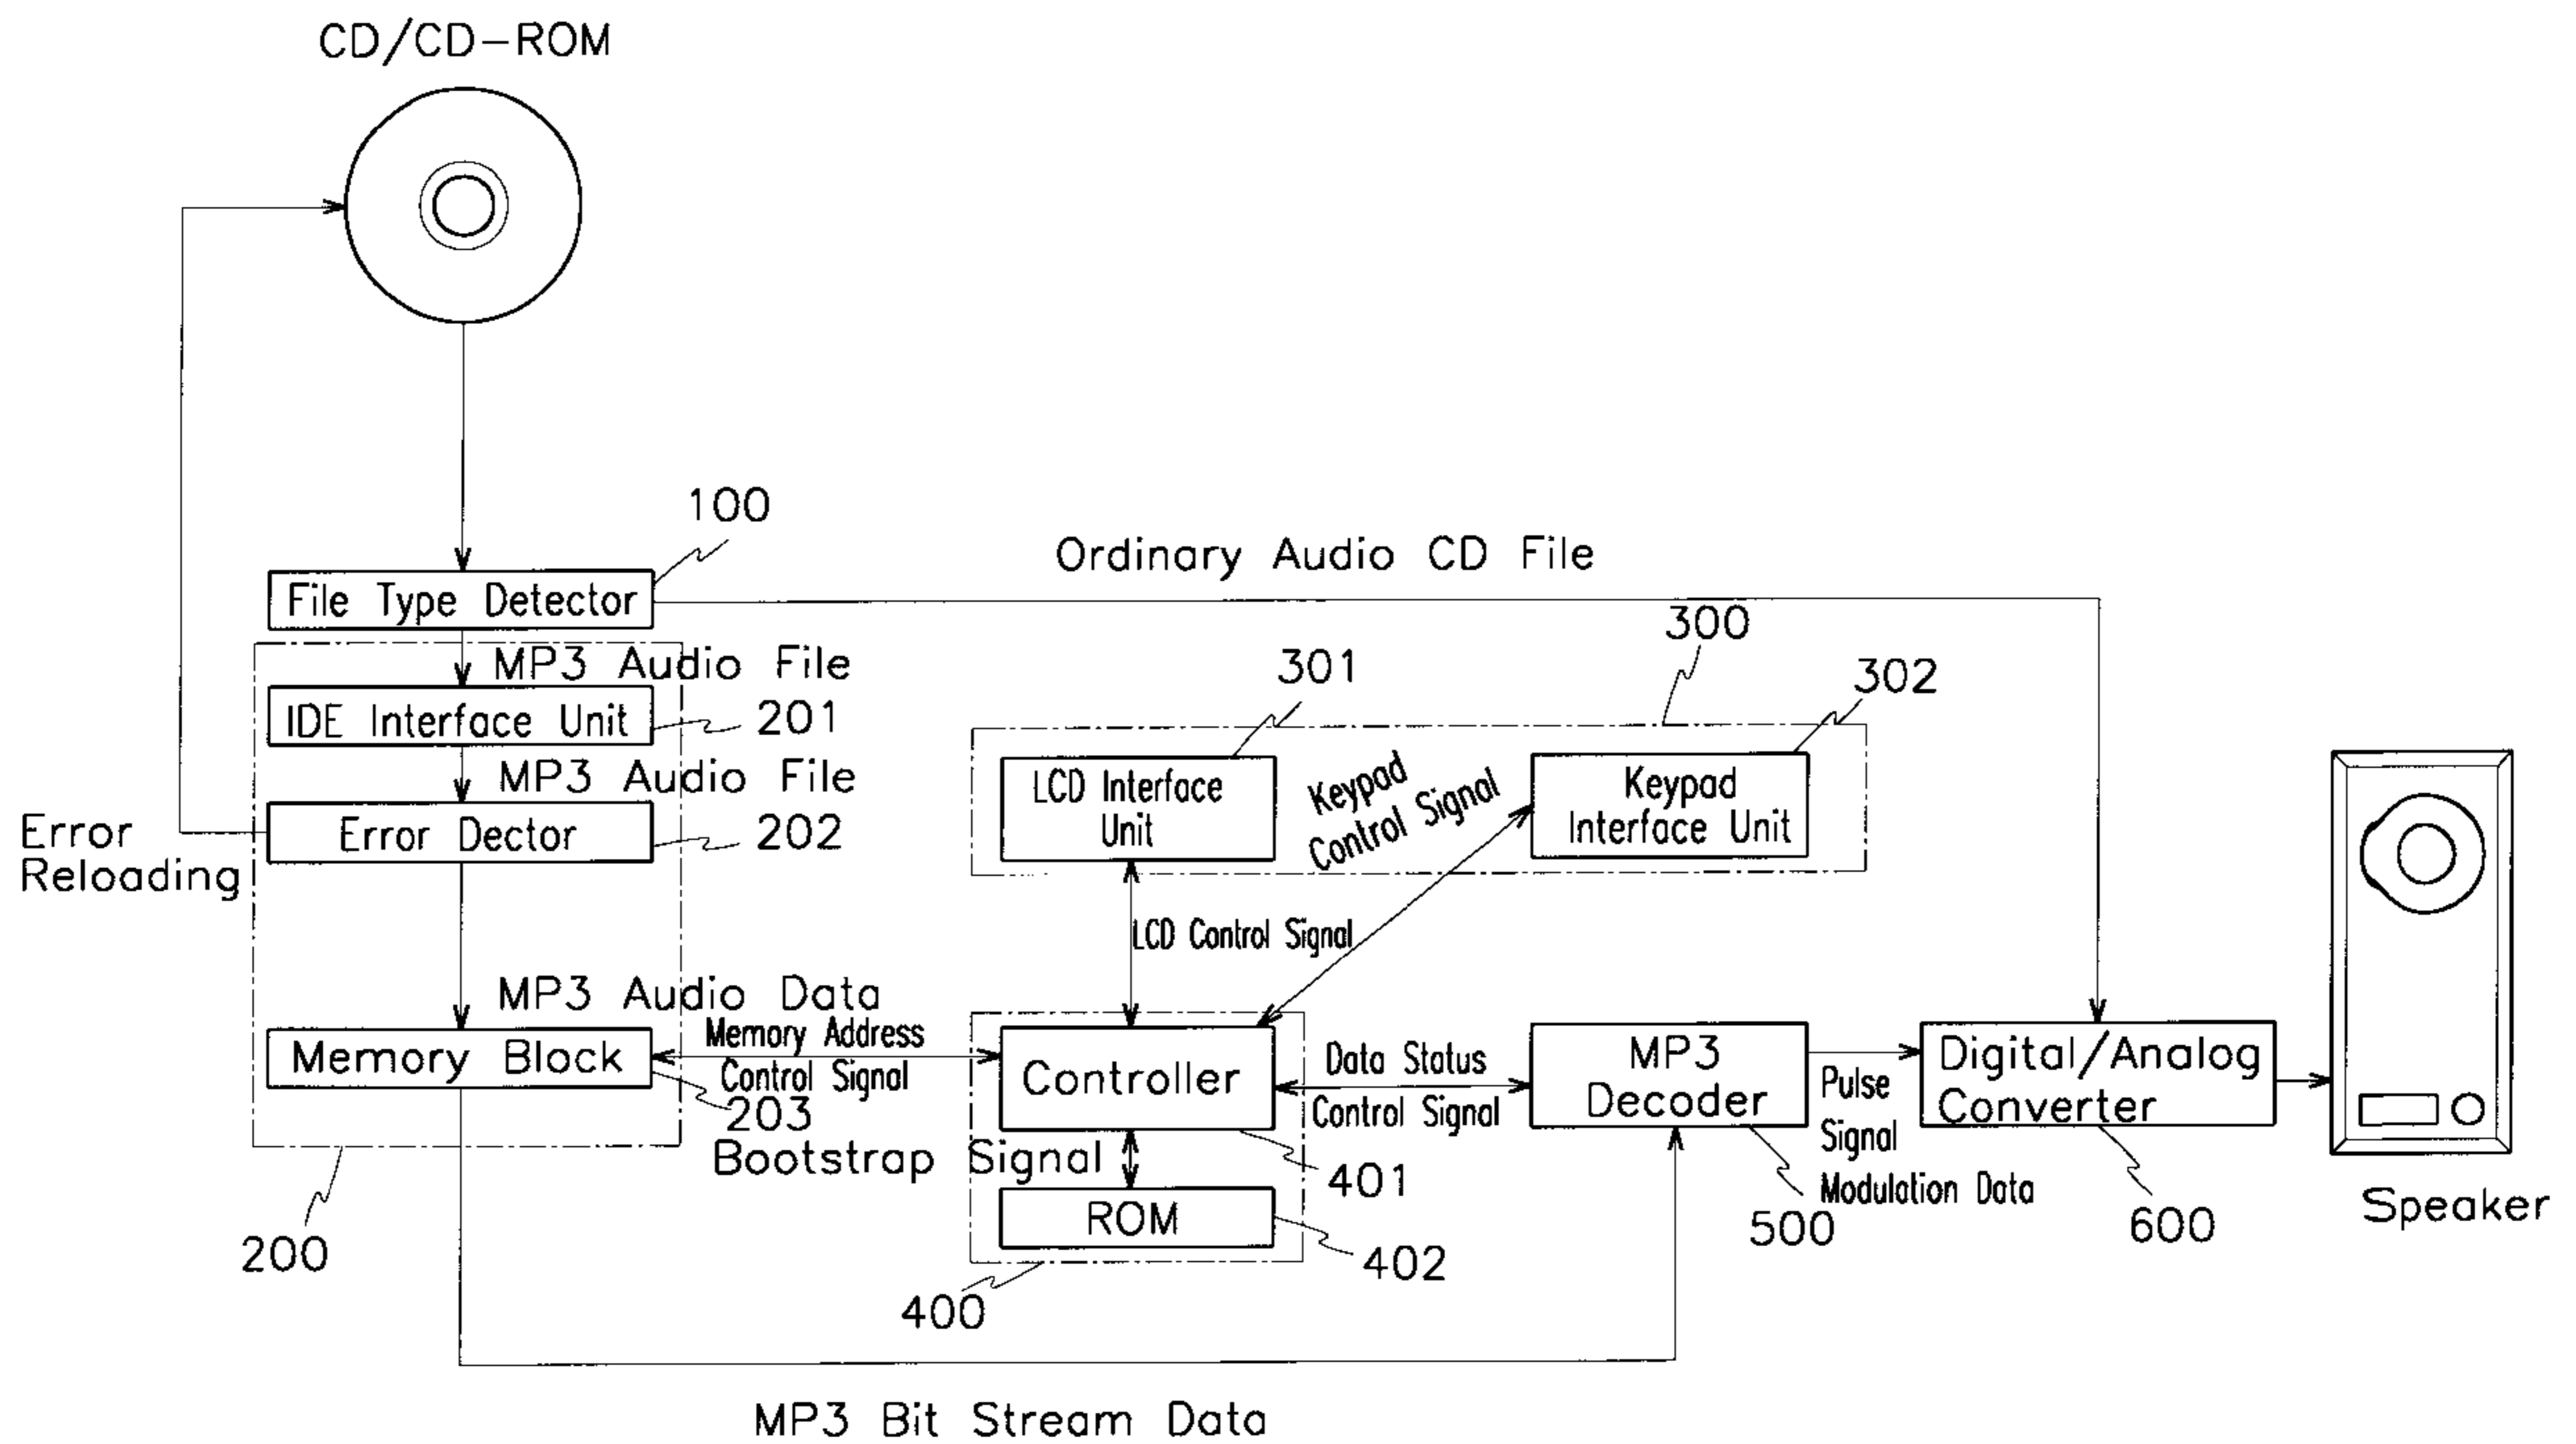 CD/CD-ROM
100
Ordinary Audio CD File
File Type Detector
300
MP3 Audio File
301
302
IDE Interface Unit
201
MP3 Audio File
LCD Interface
Unit
Keypad
Control Signal
Keypad
Interface Unit
Error
Reloading
Error Dector
202
LCD Control Signal
MP3 Audio Data
Memory Block
Memory Address
Control Signal
203
Controller
Data Status
Control Signal
MP3
Decoder
Pulse
Signal
Modulation Data
Digital/Analog
Converter
Bootstrap Signal
401
ROM
402
500
600
Speaker
200
400
MP3 Bit Stream Data